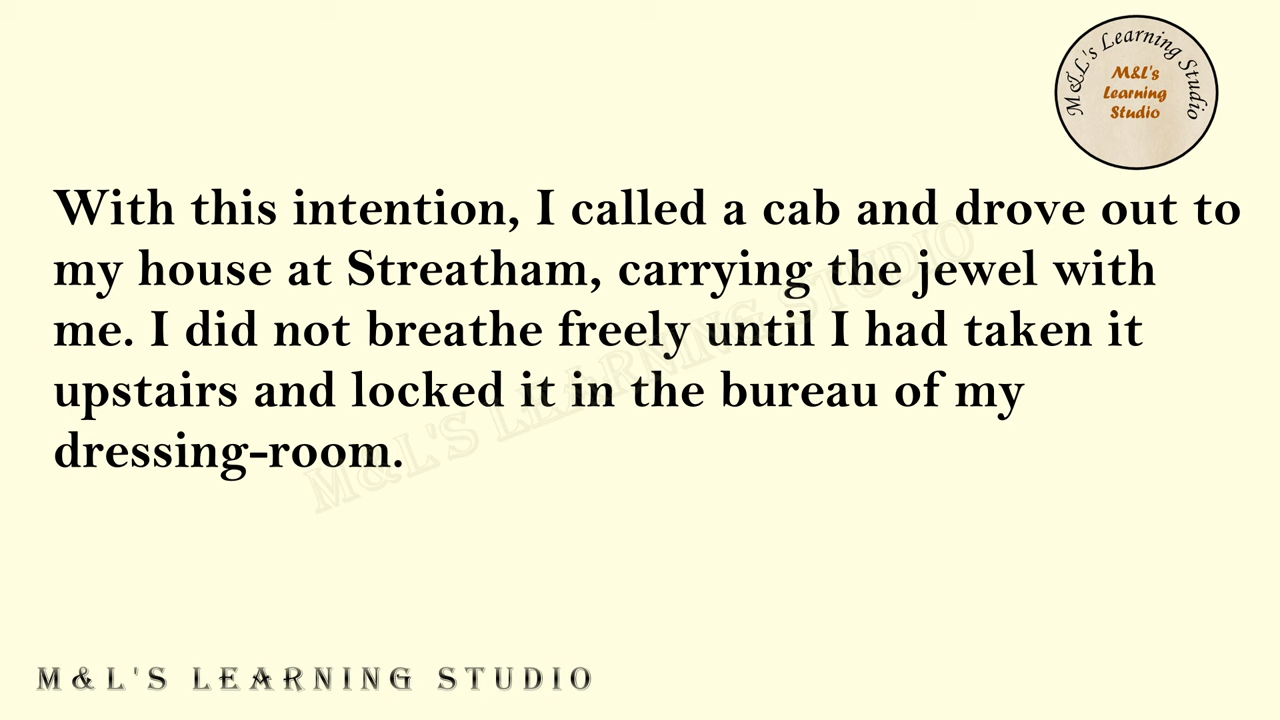 M&L's Learning Studio
M&L's
Learning
Studio
With this intention, I called a cab and drove out to
my house at Streatham, carrying the jewel with
me. I did not breathe freely until I had taken it
upstairs and locked it in the bureau of my
dressing-room.
M&L'S LEARNING STUDIO
M&L'S LEARNING STUDIO